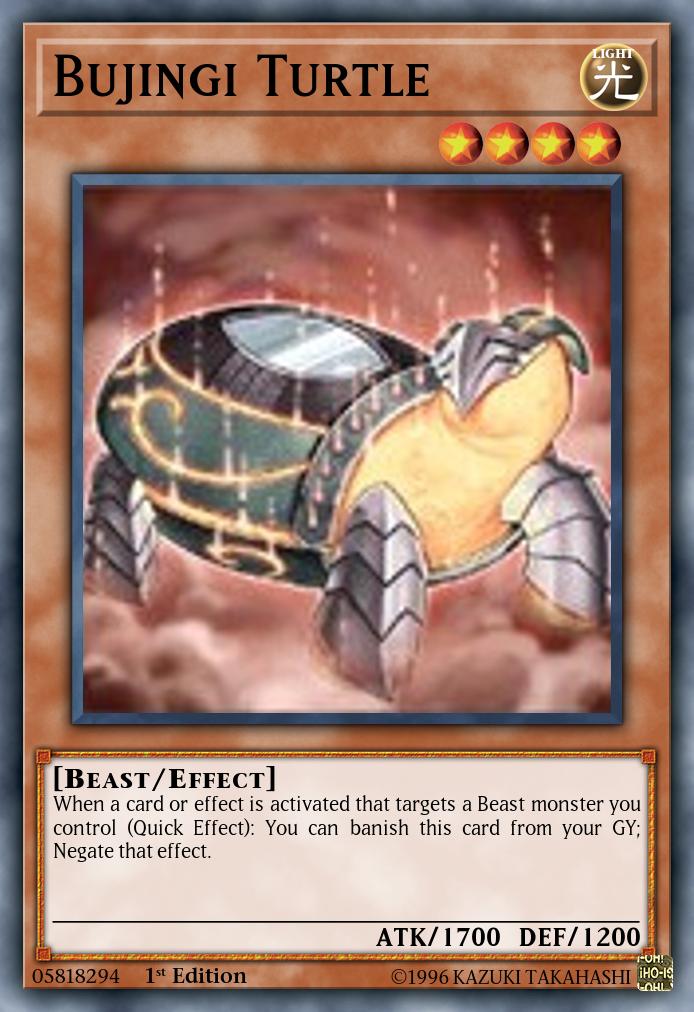 BUJINGI TURTLE
LIGHT
光
[BEAST/EFFECT]
When a card or effect is activated that targets a Beast monster you
control (Quick Effect): You can banish this card from your GY;
Negate that effect.
ATK/1700 DEF/1200
05818294 1st Edition ©1996 KAZUKI TAKAHASHI